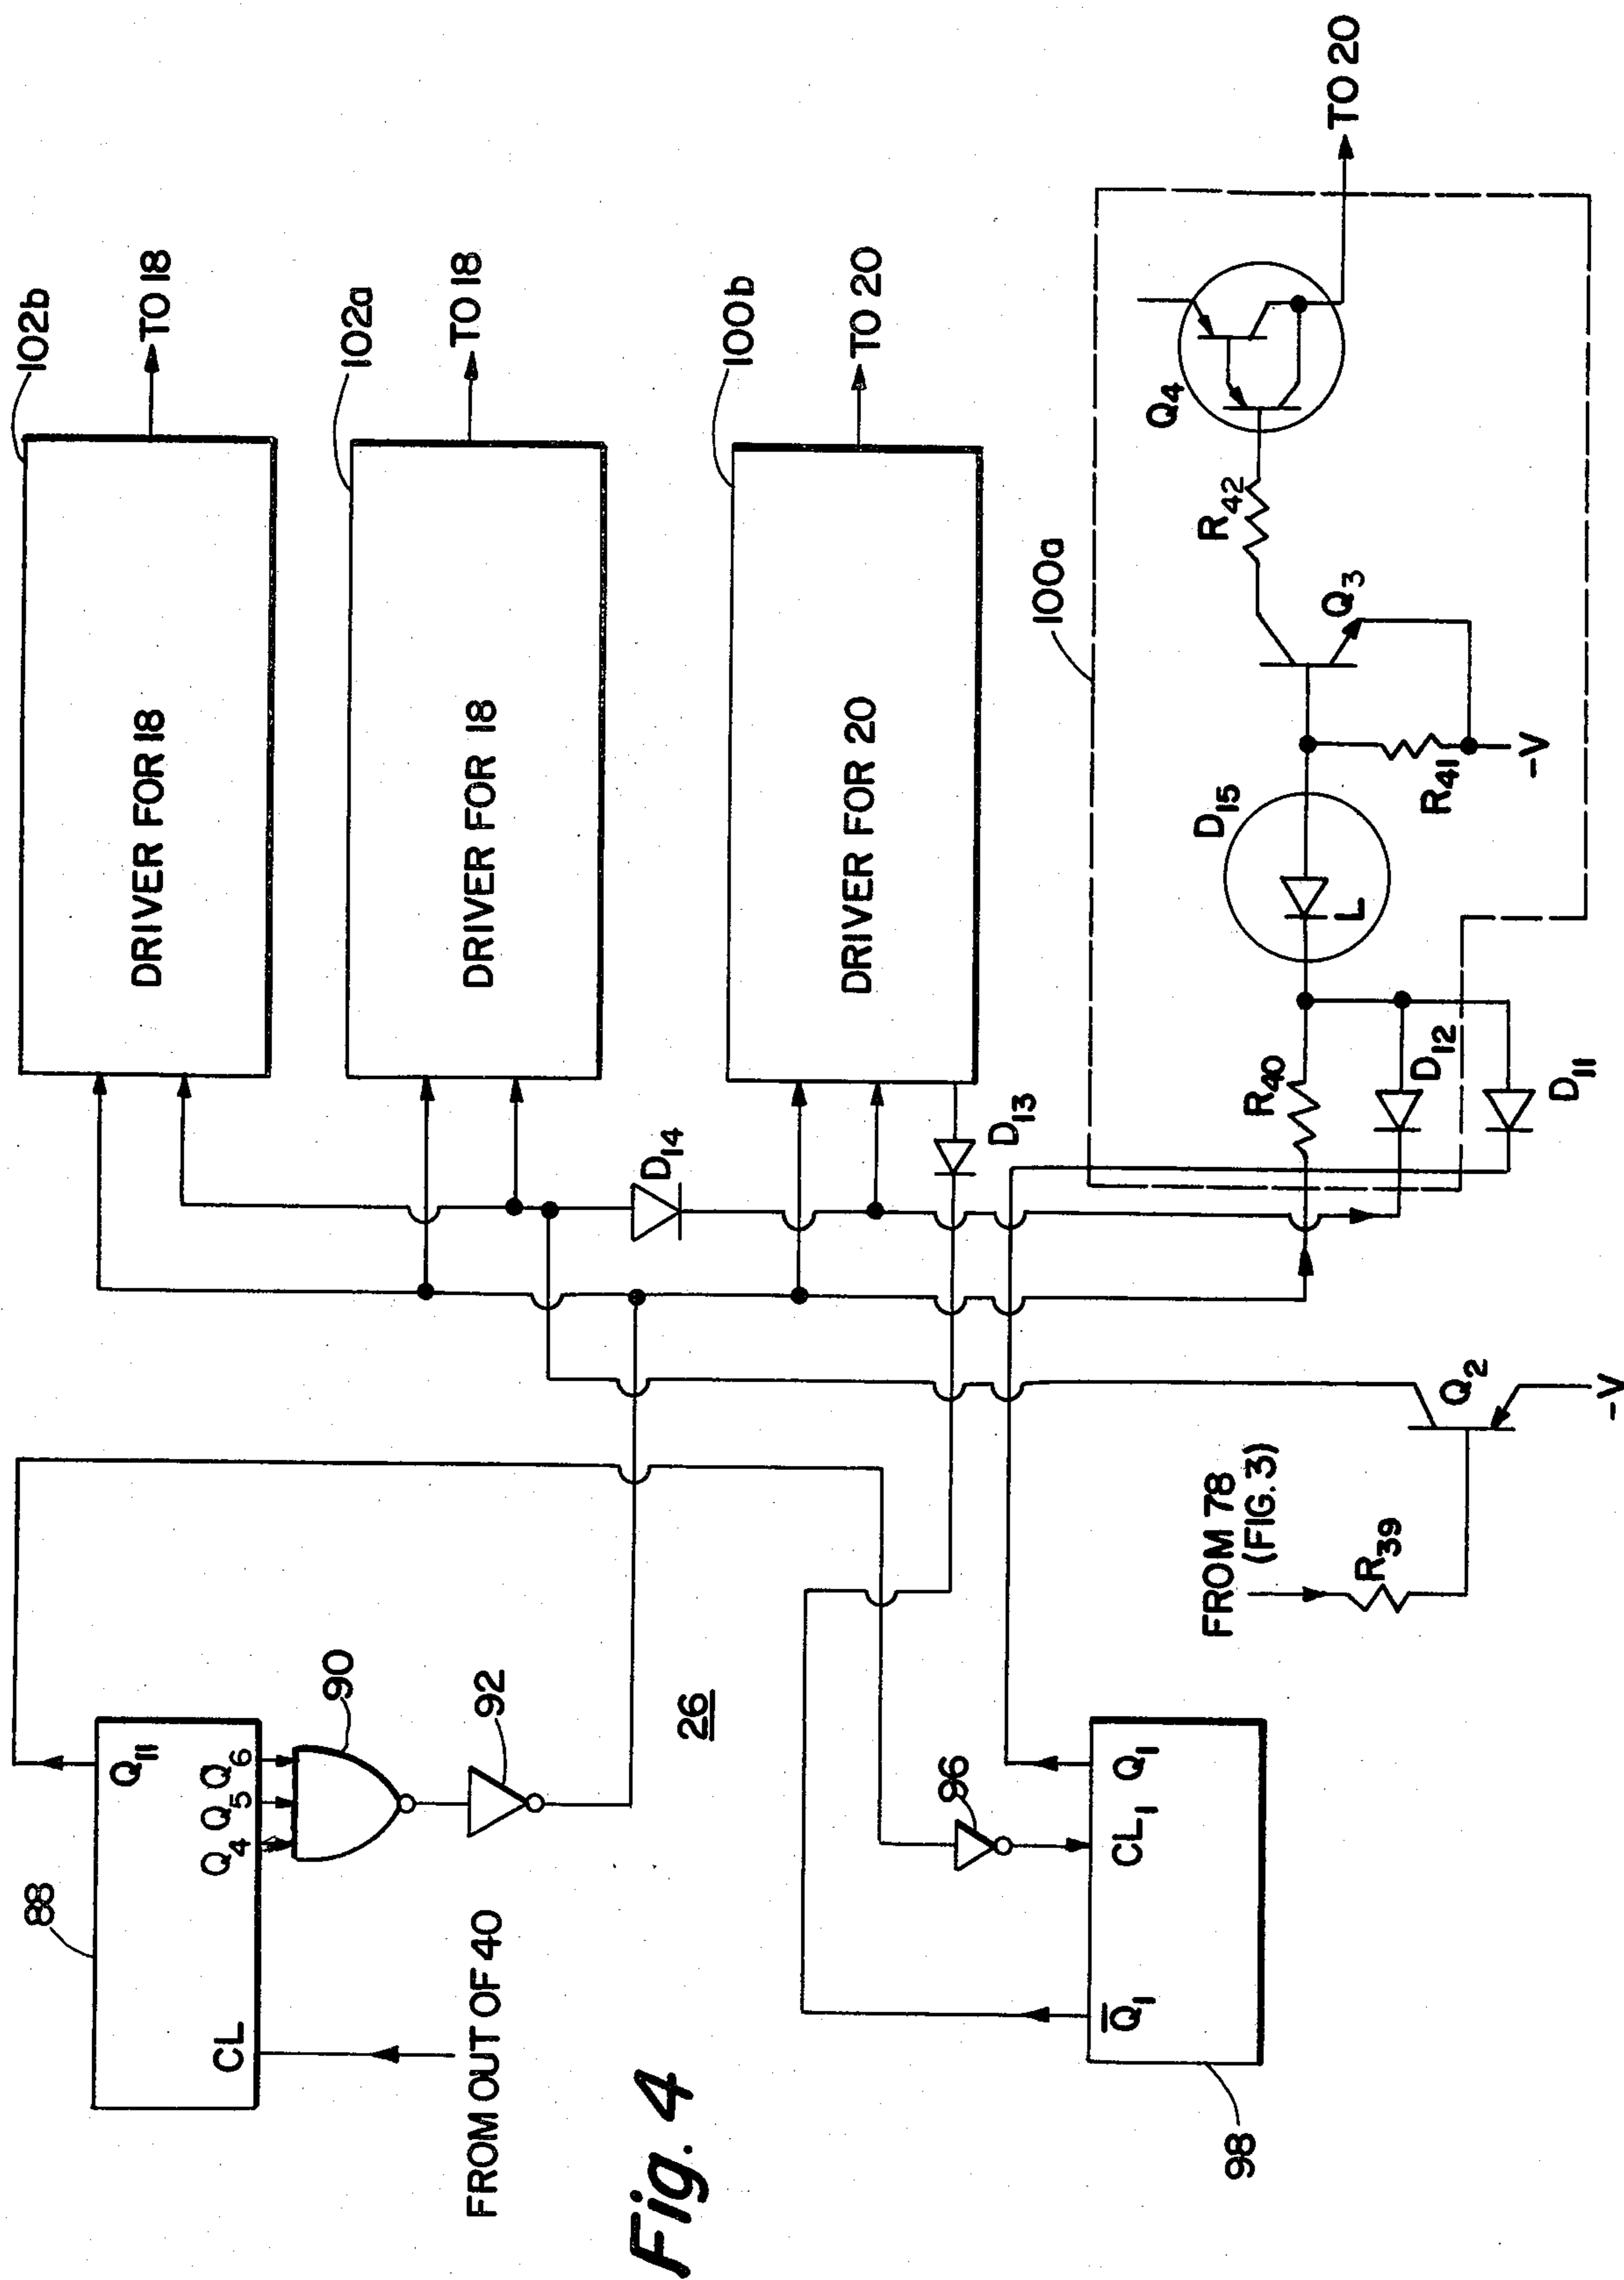 88
Q11
Q4 Q5 Q6
CL
90
92
FROM OUT OF 40
26
Fig. 4
102b
DRIVER FOR 18
TO 18
102a
DRIVER FOR 18
TO 18
100b
DRIVER FOR 20
TO 20
D14
D13
96
Q̅1
CL1
Q1
98
FROM 78
(FIG. 3)
R39
Q2
-V
100a
R40
D12
D11
D15
L
R41
-V
Q3
R42
Q4
TO 20